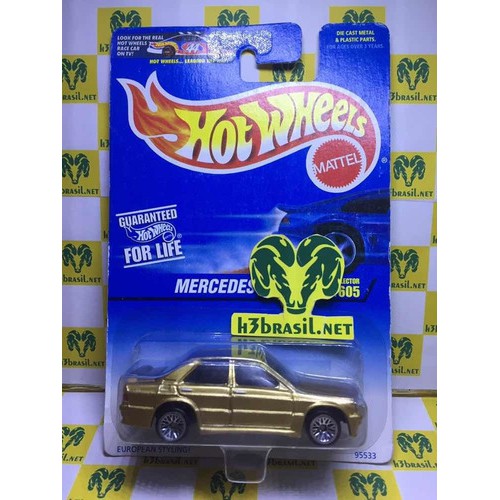 LOOK FOR THE REAL
HOT WHEELS
RACE CAR
ON TV!
HOT WHEELS... LEADING THE WAY
DIE CAST METAL
& PLASTIC PARTS.
FOR AGES OVER 3 YEARS.
HOT WHEELS
MATTEL
GUARANTEED
HOT WHEELS
FOR LIFE
MERCEDES
605
h3brasil.net
EUROPEAN STYLING!
95533
h3brasil.net